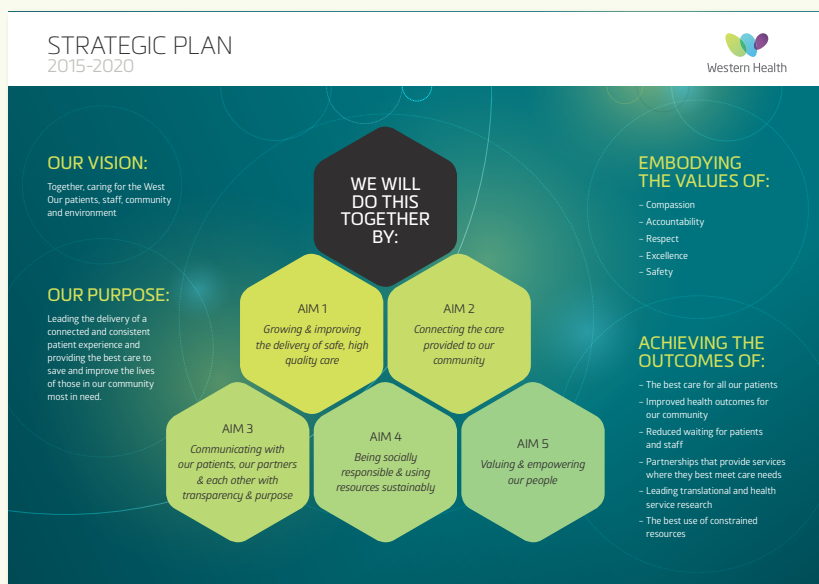 STRATEGIC PLAN
2015-2020
Western Health
OUR VISION:
Together, caring for the West
Our patients, staff, community
and environment
OUR PURPOSE:
Leading the delivery of a
connected and consistent
patient experience and
providing the best care to
save and improve the lives
of those in our community
most in need.
WE WILL
DO THIS
TOGETHER
BY:
AIM 1
Growing & improving
the delivery of safe, high
quality care
AIM 2
Connecting the care
provided to our
community
AIM 3
Communicating with
our patients, our partners
& each other with
transparency & purpose
AIM 4
Being socially
responsible & using
resources sustainably
AIM 5
Valuing & empowering
our people
EMBODYING
THE VALUES OF:
– Compassion
– Accountability
– Respect
– Excellence
– Safety
ACHIEVING THE
OUTCOMES OF:
– The best care for all our patients
– Improved health outcomes for
our community
– Reduced waiting for patients
and staff
– Partnerships that provide services
where they best meet care needs
– Leading translational and health
service research
– The best use of constrained
resources